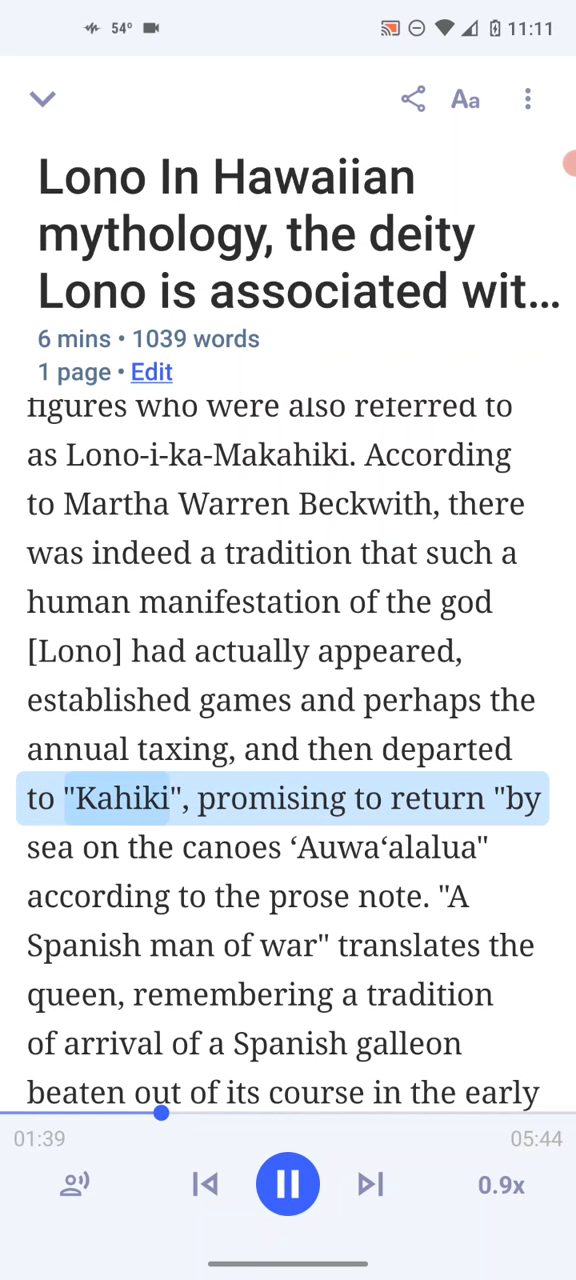 54°
11:11
Aa
Lono In Hawaiian
mythology, the deity
Lono is associated wit...
6 mins • 1039 words
1 page • Edit
figures who were also referred to
as Lono-i-ka-Makahiki. According
to Martha Warren Beckwith, there
was indeed a tradition that such a
human manifestation of the god
[Lono] had actually appeared,
established games and perhaps the
annual taxing, and then departed
to "Kahiki", promising to return "by
sea on the canoes ‘Auwa‘alalua"
according to the prose note. "A
Spanish man of war" translates the
queen, remembering a tradition
of arrival of a Spanish galleon
beaten out of its course in the early
01:39
05:44
0.9x